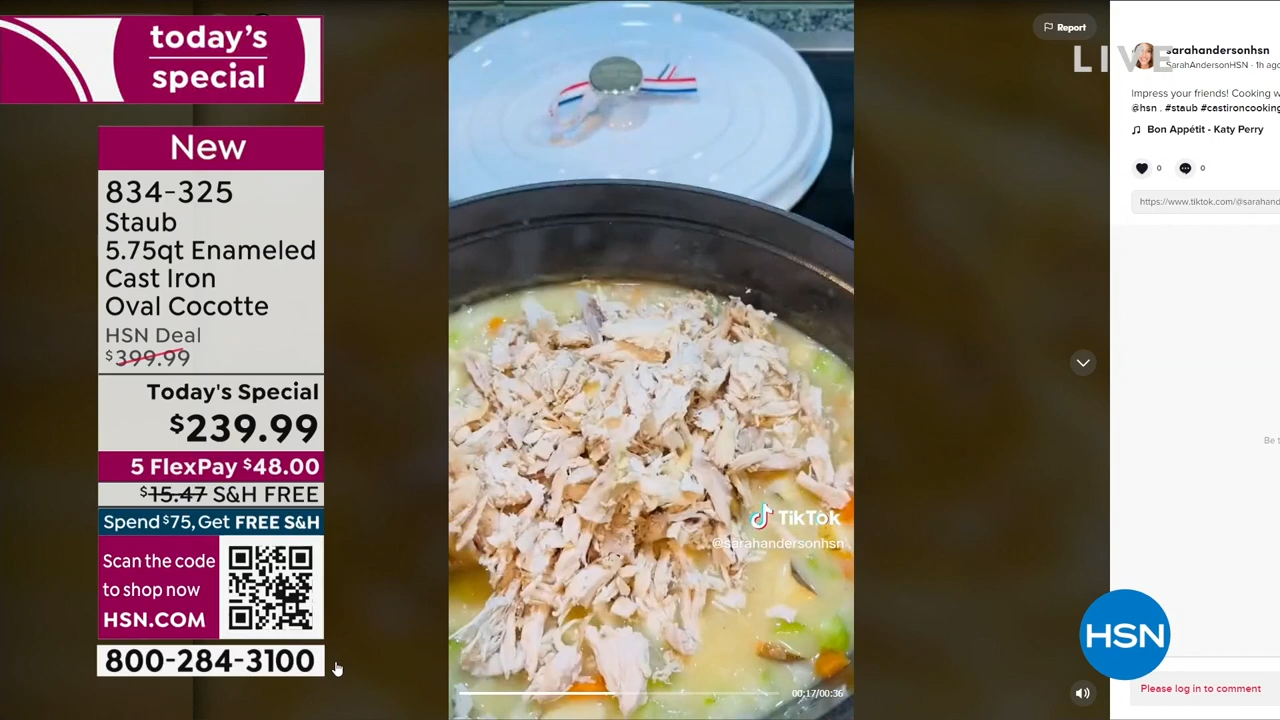 today's
special
New
834-325
Staub
5.75qt Enameled
Cast Iron
Oval Cocotte
HSN Deal
$399.99
Today's Special
$239.99
5 FlexPay $48.00
$15.47 S&H FREE
Spend $75, Get FREE S&H
Scan the code
to shop now
HSN.COM
800-284-3100
TikTok
@sarahandersonhsn
00:17/00:36
Report
LIVE
sarahandersonhsn
SarahAndersonHSN · 1h ago
Impress your friends! Cooking w
@hsn . #staub #castironcooking
Bon Appétit - Katy Perry
0
0
https://www.tiktok.com/@sarahand
Be t
HSN
Please log in to comment